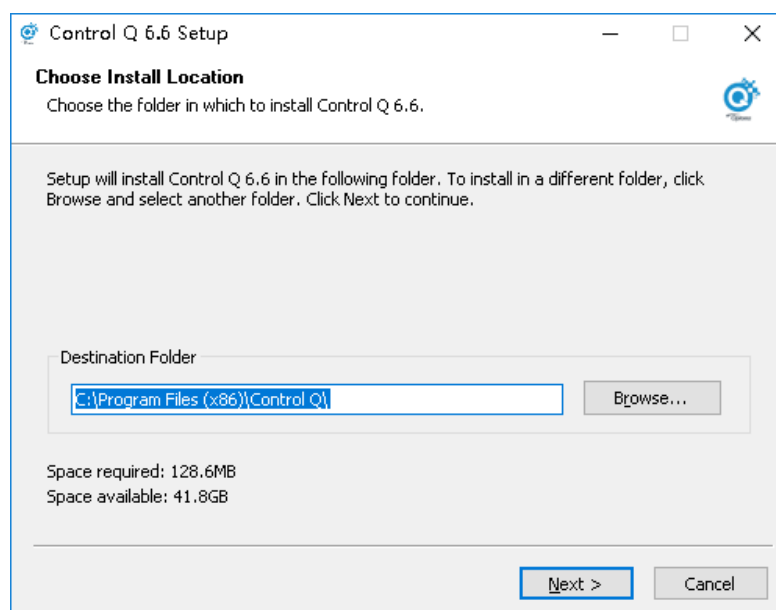 Control Q 6.6 Setup
Choose Install Location
Choose the folder in which to install Control Q 6.6.
Setup will install Control Q 6.6 in the following folder. To install in a different folder, click
Browse and select another folder. Click Next to continue.
Destination Folder
C:\Program Files (x86)\Control Q\
Browse...
Space required: 128.6MB
Space available: 41.8GB
Next >
Cancel